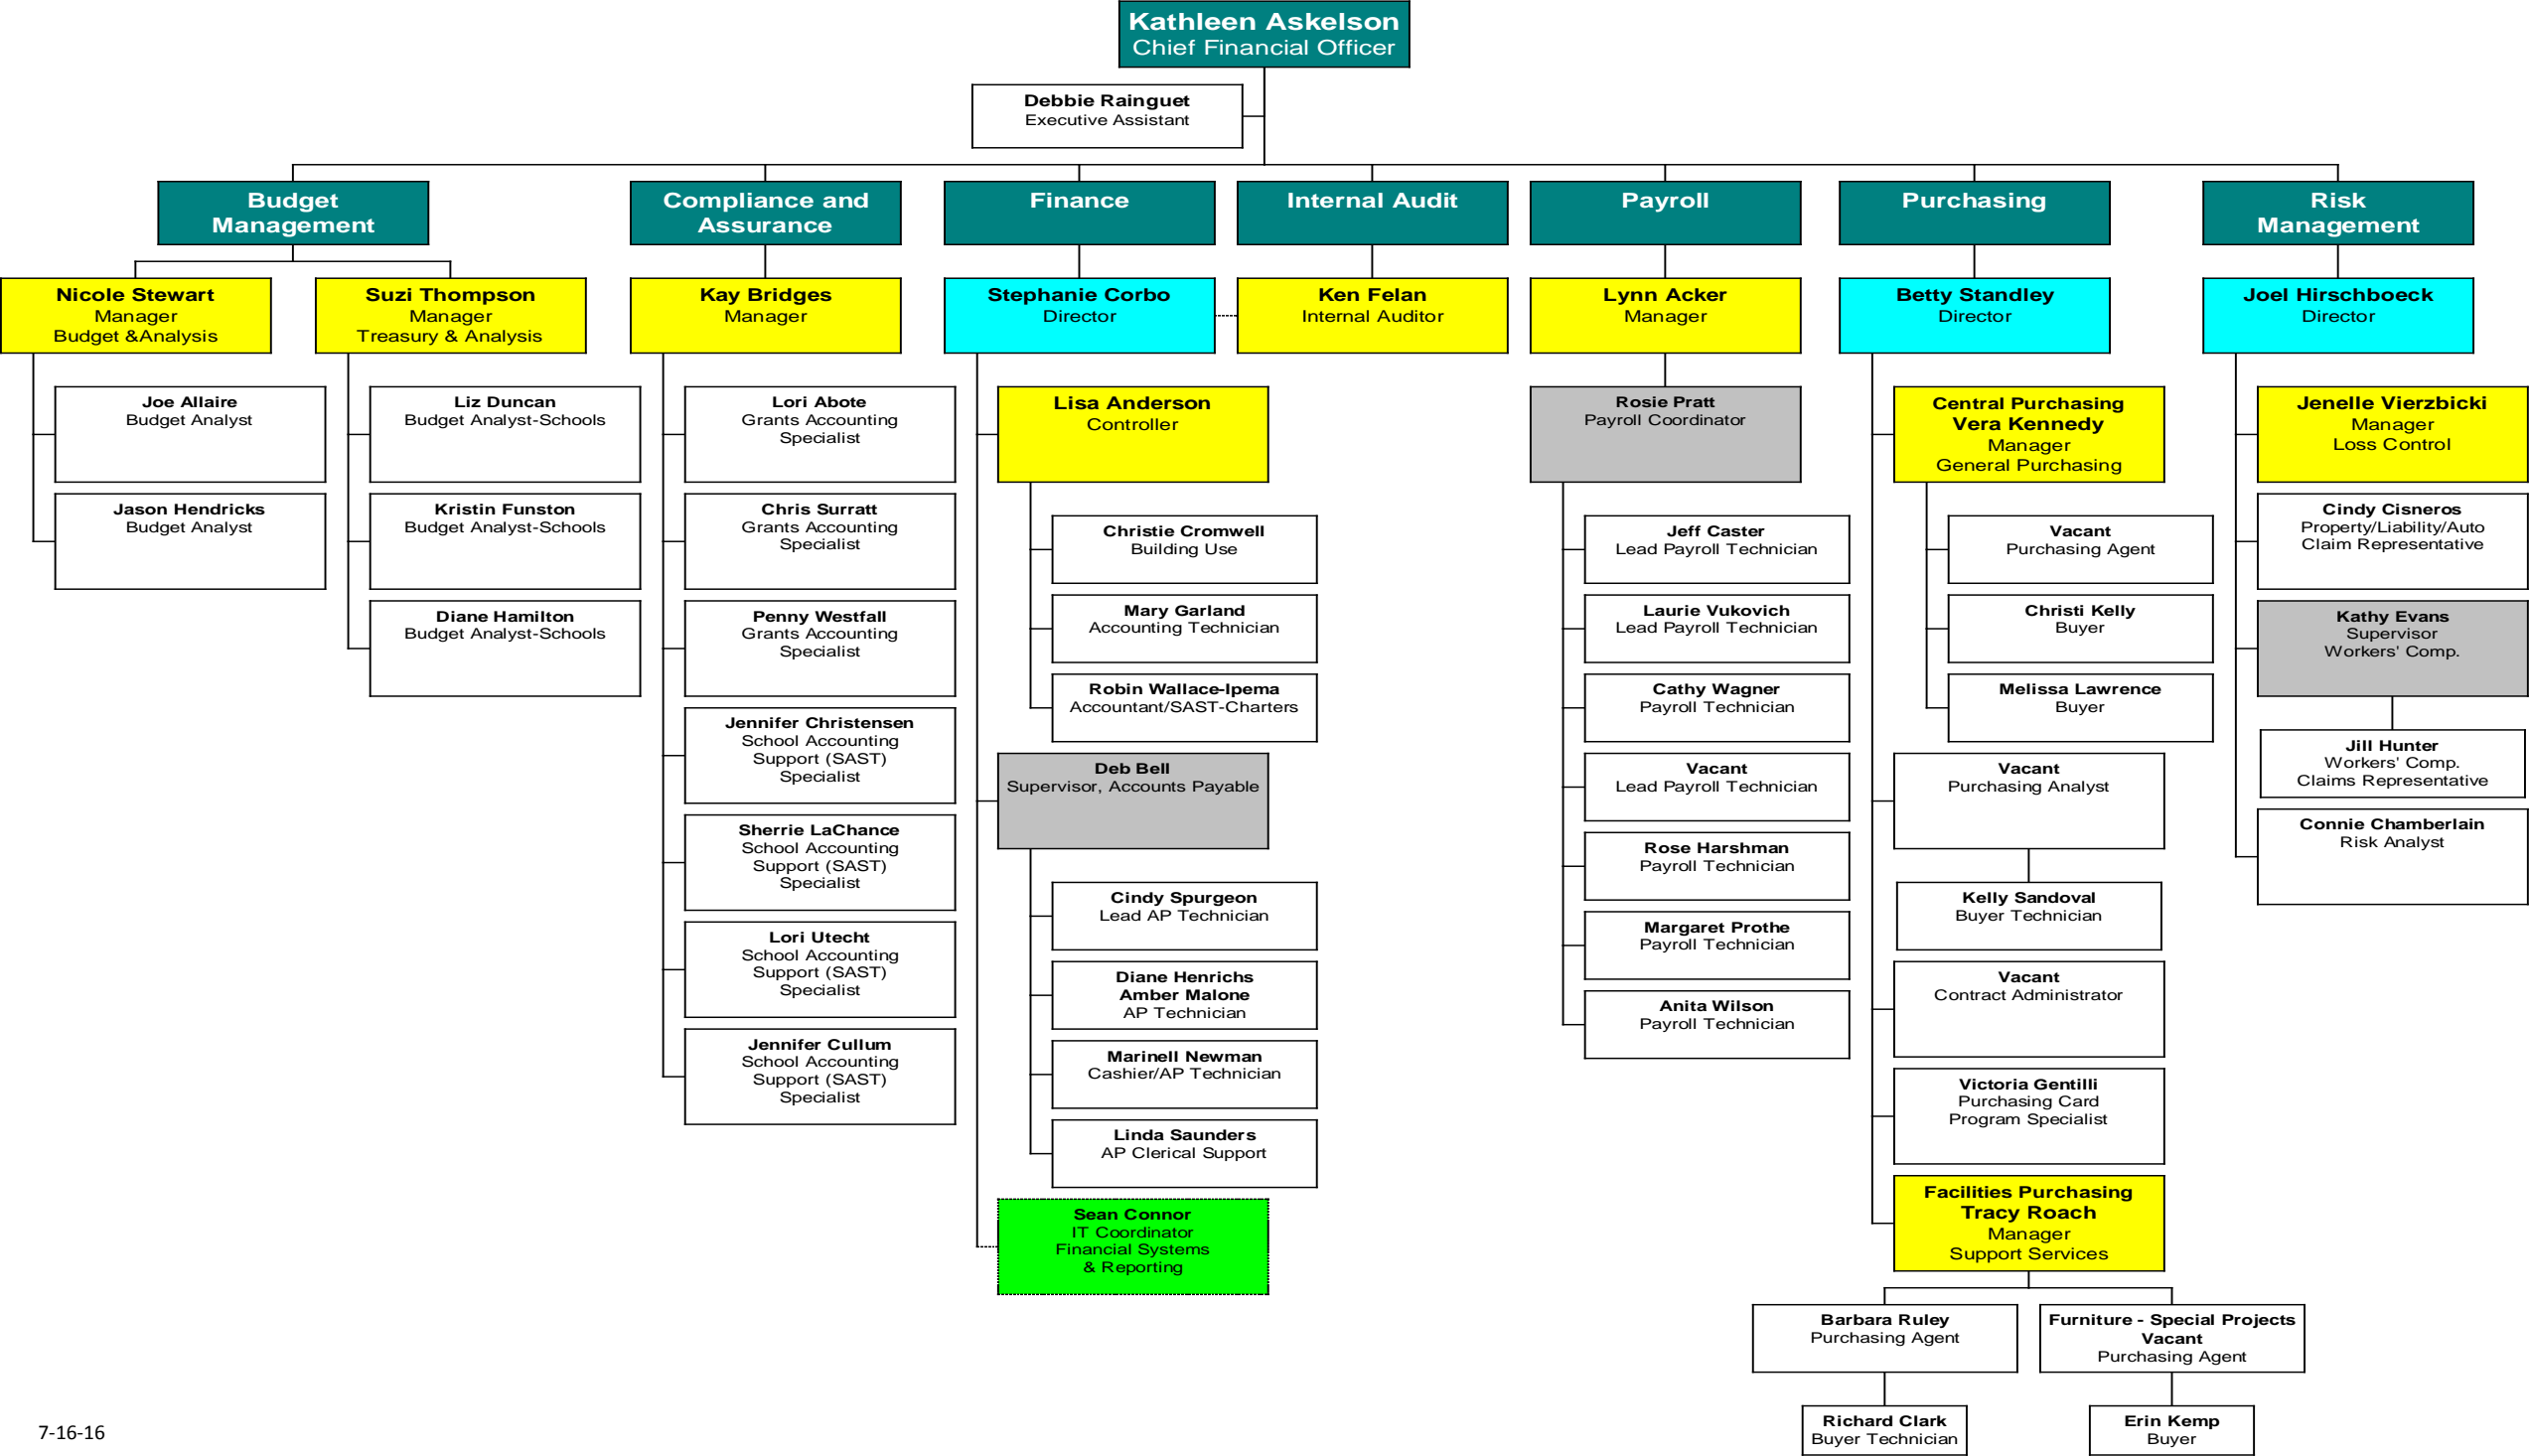 Kathleen Askelson
Chief Financial Officer
Debbie Rainguet
Executive Assistant
Budget
Management
Compliance and
Assurance
Finance
Internal Audit
Payroll
Purchasing
Risk
Management
Nicole Stewart
Manager
Budget &Analysis
Suzi Thompson
Manager
Treasury & Analysis
Kay Bridges
Manager
Stephanie Corbo
Director
Ken Felan
Internal Auditor
Lynn Acker
Manager
Betty Standley
Director
Joel Hirschboeck
Director
Joe Allaire
Budget Analyst
Jason Hendricks
Budget Analyst
Liz Duncan
Budget Analyst-Schools
Kristin Funston
Budget Analyst-Schools
Diane Hamilton
Budget Analyst-Schools
Lori Abote
Grants Accounting
Specialist
Chris Surratt
Grants Accounting
Specialist
Penny Westfall
Grants Accounting
Specialist
Jennifer Christensen
School Accounting
Support (SAST)
Specialist
Sherrie LaChance
School Accounting
Support (SAST)
Specialist
Lori Utecht
School Accounting
Support (SAST)
Specialist
Jennifer Cullum
School Accounting
Support (SAST)
Specialist
Lisa Anderson
Controller
Christie Cromwell
Building Use
Mary Garland
Accounting Technician
Robin Wallace-Ipema
Accountant/SAST-Charters
Deb Bell
Supervisor, Accounts Payable
Cindy Spurgeon
Lead AP Technician
Diane Henrichs
Amber Malone
AP Technician
Marinell Newman
Cashier/AP Technician
Linda Saunders
AP Clerical Support
Sean Connor
IT Coordinator
Financial Systems
& Reporting
Rosie Pratt
Payroll Coordinator
Jeff Caster
Lead Payroll Technician
Laurie Vukovich
Lead Payroll Technician
Cathy Wagner
Payroll Technician
Vacant
Lead Payroll Technician
Rose Harshman
Payroll Technician
Margaret Prothe
Payroll Technician
Anita Wilson
Payroll Technician
Central Purchasing
Vera Kennedy
Manager
General Purchasing
Vacant
Purchasing Agent
Christi Kelly
Buyer
Melissa Lawrence
Buyer
Vacant
Purchasing Analyst
Kelly Sandoval
Buyer Technician
Vacant
Contract Administrator
Victoria Gentilli
Purchasing Card
Program Specialist
Facilities Purchasing
Tracy Roach
Manager
Support Services
Barbara Ruley
Purchasing Agent
Richard Clark
Buyer Technician
Furniture - Special Projects
Vacant
Purchasing Agent
Erin Kemp
Buyer
Jenelle Vierzbicki
Manager
Loss Control
Cindy Cisneros
Property/Liability/Auto
Claim Representative
Kathy Evans
Supervisor
Workers' Comp.
Jill Hunter
Workers' Comp.
Claims Representative
Connie Chamberlain
Risk Analyst
7-16-16